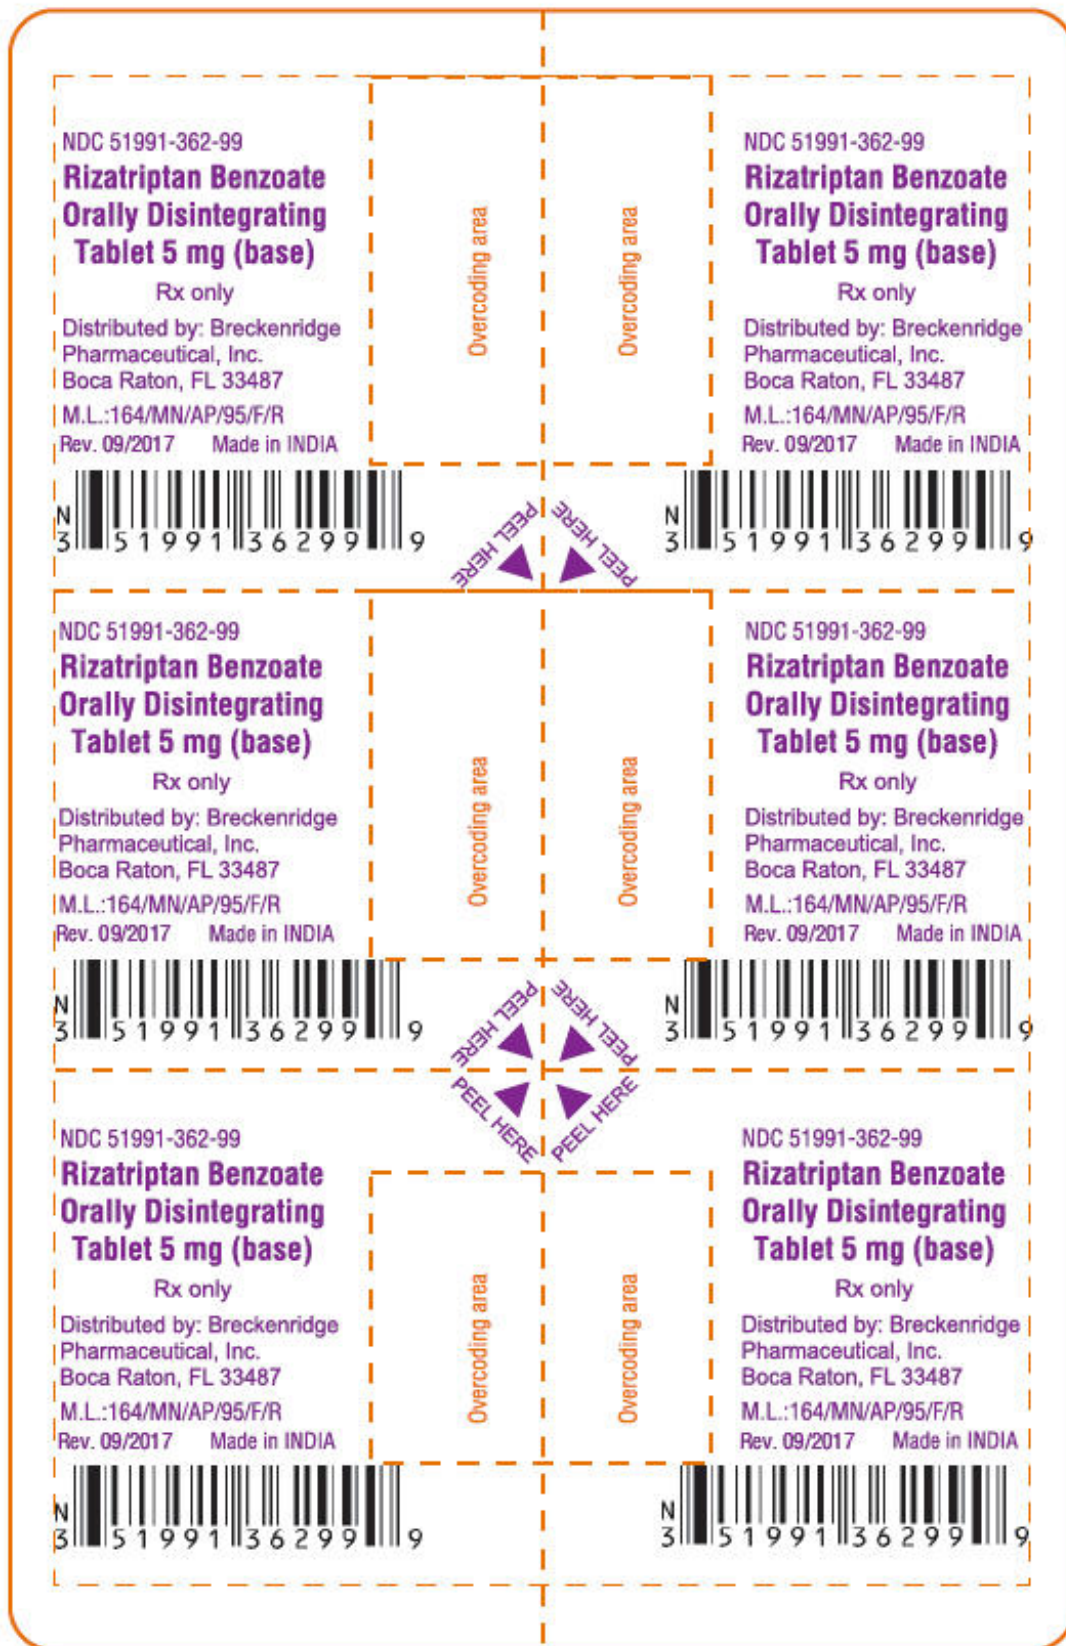 NDC 51991-362-99
Rizatriptan Benzoate
Orally Disintegrating
Tablet 5 mg (base)
Rx only
Distributed by: Breckenridge
Pharmaceutical, Inc.
Boca Raton, FL 33487
M.L.:164/MN/AP/95/F/R
Rev. 09/2017 Made in INDIA
N
3 51991 36299 9
Overcoding area
PEEL HERE
Overcoding area
PEEL HERE
NDC 51991-362-99
Rizatriptan Benzoate
Orally Disintegrating
Tablet 5 mg (base)
Rx only
Distributed by: Breckenridge
Pharmaceutical, Inc.
Boca Raton, FL 33487
M.L.:164/MN/AP/95/F/R
Rev. 09/2017 Made in INDIA
N
3 51991 36299 9
NDC 51991-362-99
Rizatriptan Benzoate
Orally Disintegrating
Tablet 5 mg (base)
Rx only
Distributed by: Breckenridge
Pharmaceutical, Inc.
Boca Raton, FL 33487
M.L.:164/MN/AP/95/F/R
Rev. 09/2017 Made in INDIA
N
3 51991 36299 9
Overcoding area
PEEL HERE
Overcoding area
PEEL HERE
NDC 51991-362-99
Rizatriptan Benzoate
Orally Disintegrating
Tablet 5 mg (base)
Rx only
Distributed by: Breckenridge
Pharmaceutical, Inc.
Boca Raton, FL 33487
M.L.:164/MN/AP/95/F/R
Rev. 09/2017 Made in INDIA
N
3 51991 36299 9
PEEL HERE
PEEL HERE
NDC 51991-362-99
Rizatriptan Benzoate
Orally Disintegrating
Tablet 5 mg (base)
Rx only
Distributed by: Breckenridge
Pharmaceutical, Inc.
Boca Raton, FL 33487
M.L.:164/MN/AP/95/F/R
Rev. 09/2017 Made in INDIA
N
3 51991 36299 9
Overcoding area
Overcoding area
NDC 51991-362-99
Rizatriptan Benzoate
Orally Disintegrating
Tablet 5 mg (base)
Rx only
Distributed by: Breckenridge
Pharmaceutical, Inc.
Boca Raton, FL 33487
M.L.:164/MN/AP/95/F/R
Rev. 09/2017 Made in INDIA
N
3 51991 36299 9